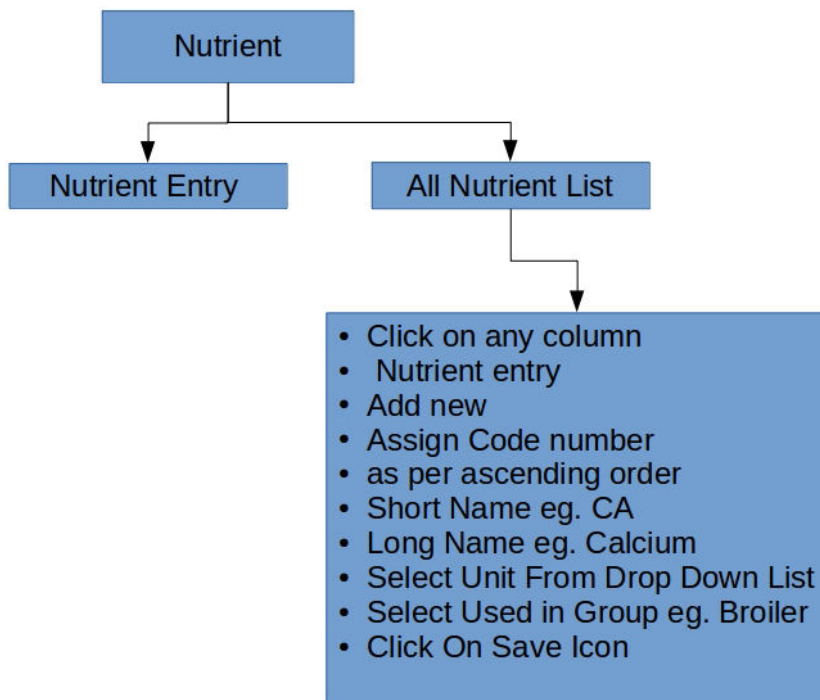 Nutrient
Nutrient Entry
All Nutrient List
• Click on any column
• Nutrient entry
• Add new
• Assign Code number
• as per ascending order
• Short Name eg. CA
• Long Name eg. Calcium
• Select Unit From Drop Down List
• Select Used in Group eg. Broiler
• Click On Save Icon